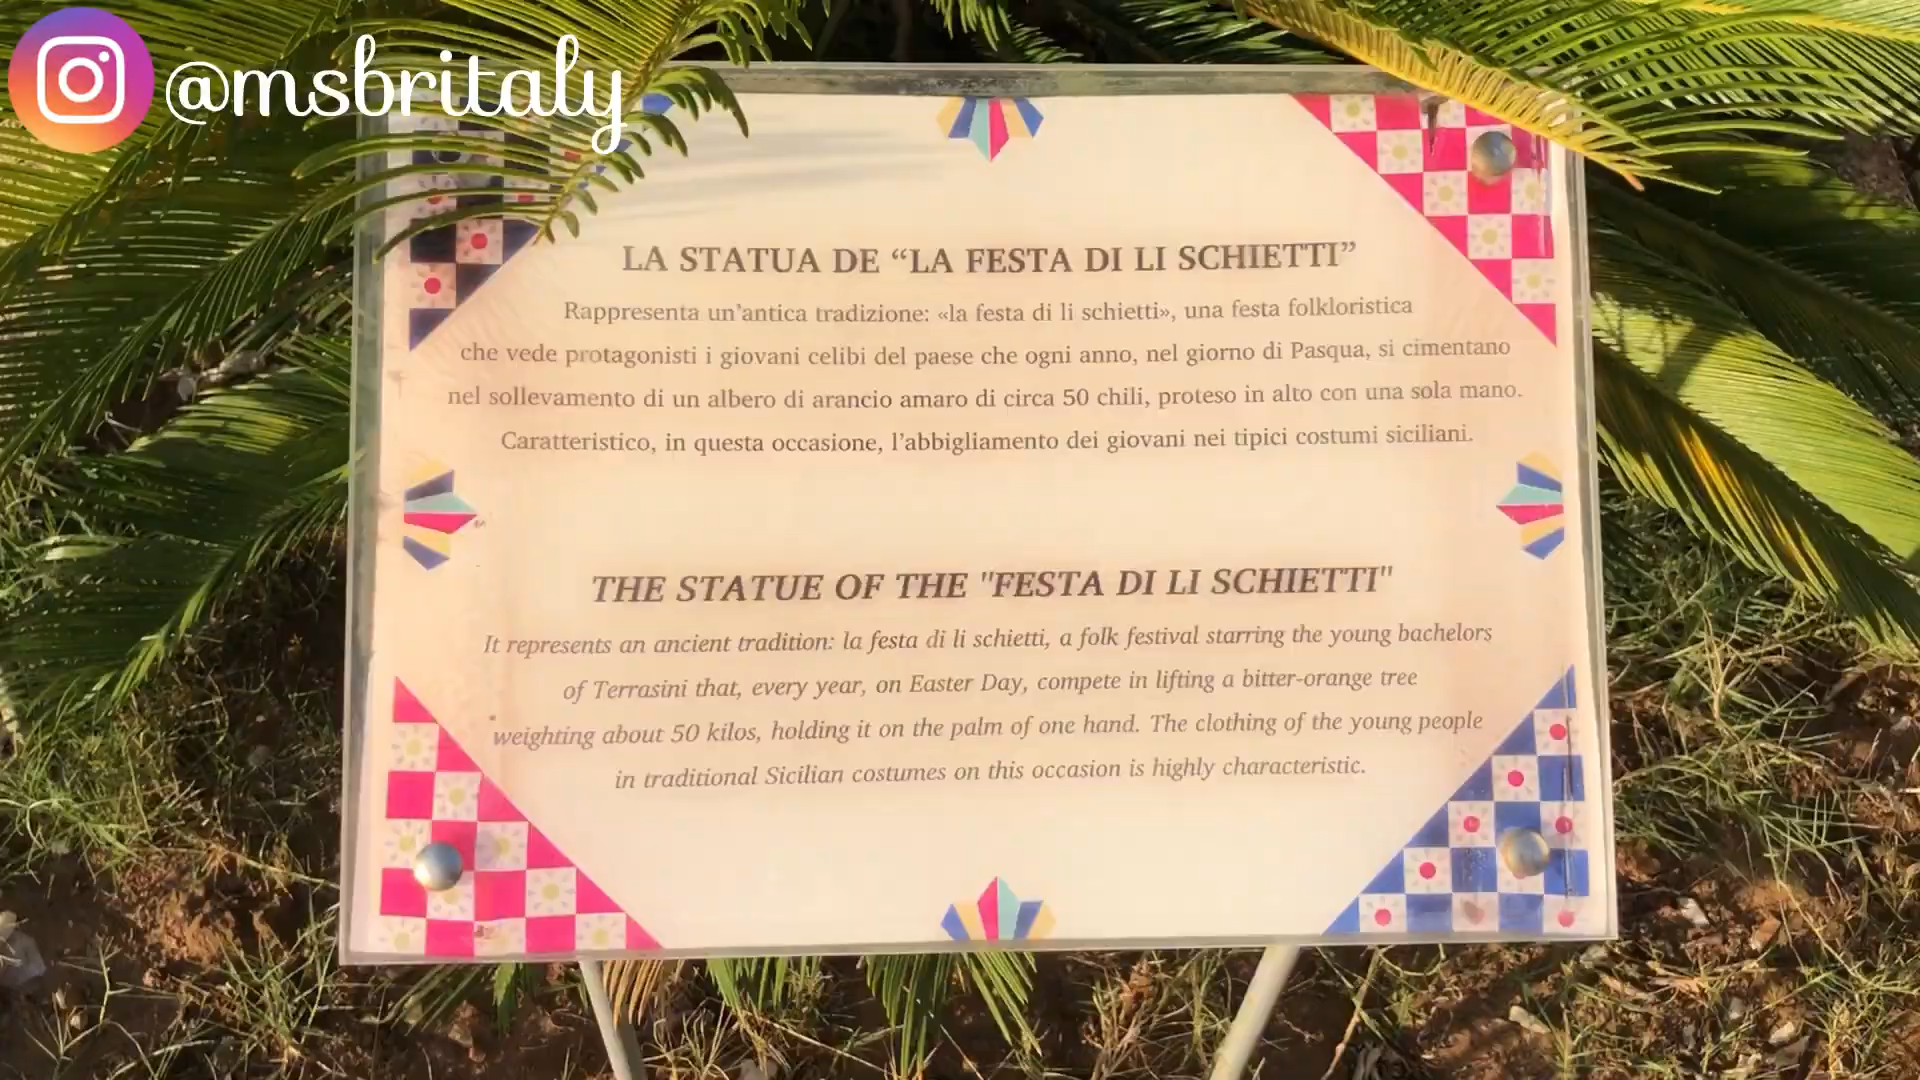 @msbritaly
LA STATUA DE “LA FESTA DI LI SCHIETTI”
Rappresenta un’antica tradizione: «la festa di li schietti», una festa folkloristica
che vede protagonisti i giovani celibi del paese che ogni anno, nel giorno di Pasqua, si cimentano
nel sollevamento di un albero di arancio amaro di circa 50 chili, proteso in alto con una sola mano.
Caratteristico, in questa occasione, l’abbigliamento dei giovani nei tipici costumi siciliani.
THE STATUE OF THE "FESTA DI LI SCHIETTI"
It represents an ancient tradition: la festa di li schietti, a folk festival starring the young bachelors
of Terrasini that, every year, on Easter Day, compete in lifting a bitter-orange tree
weighting about 50 kilos, holding it on the palm of one hand. The clothing of the young people
in traditional Sicilian costumes on this occasion is highly characteristic.